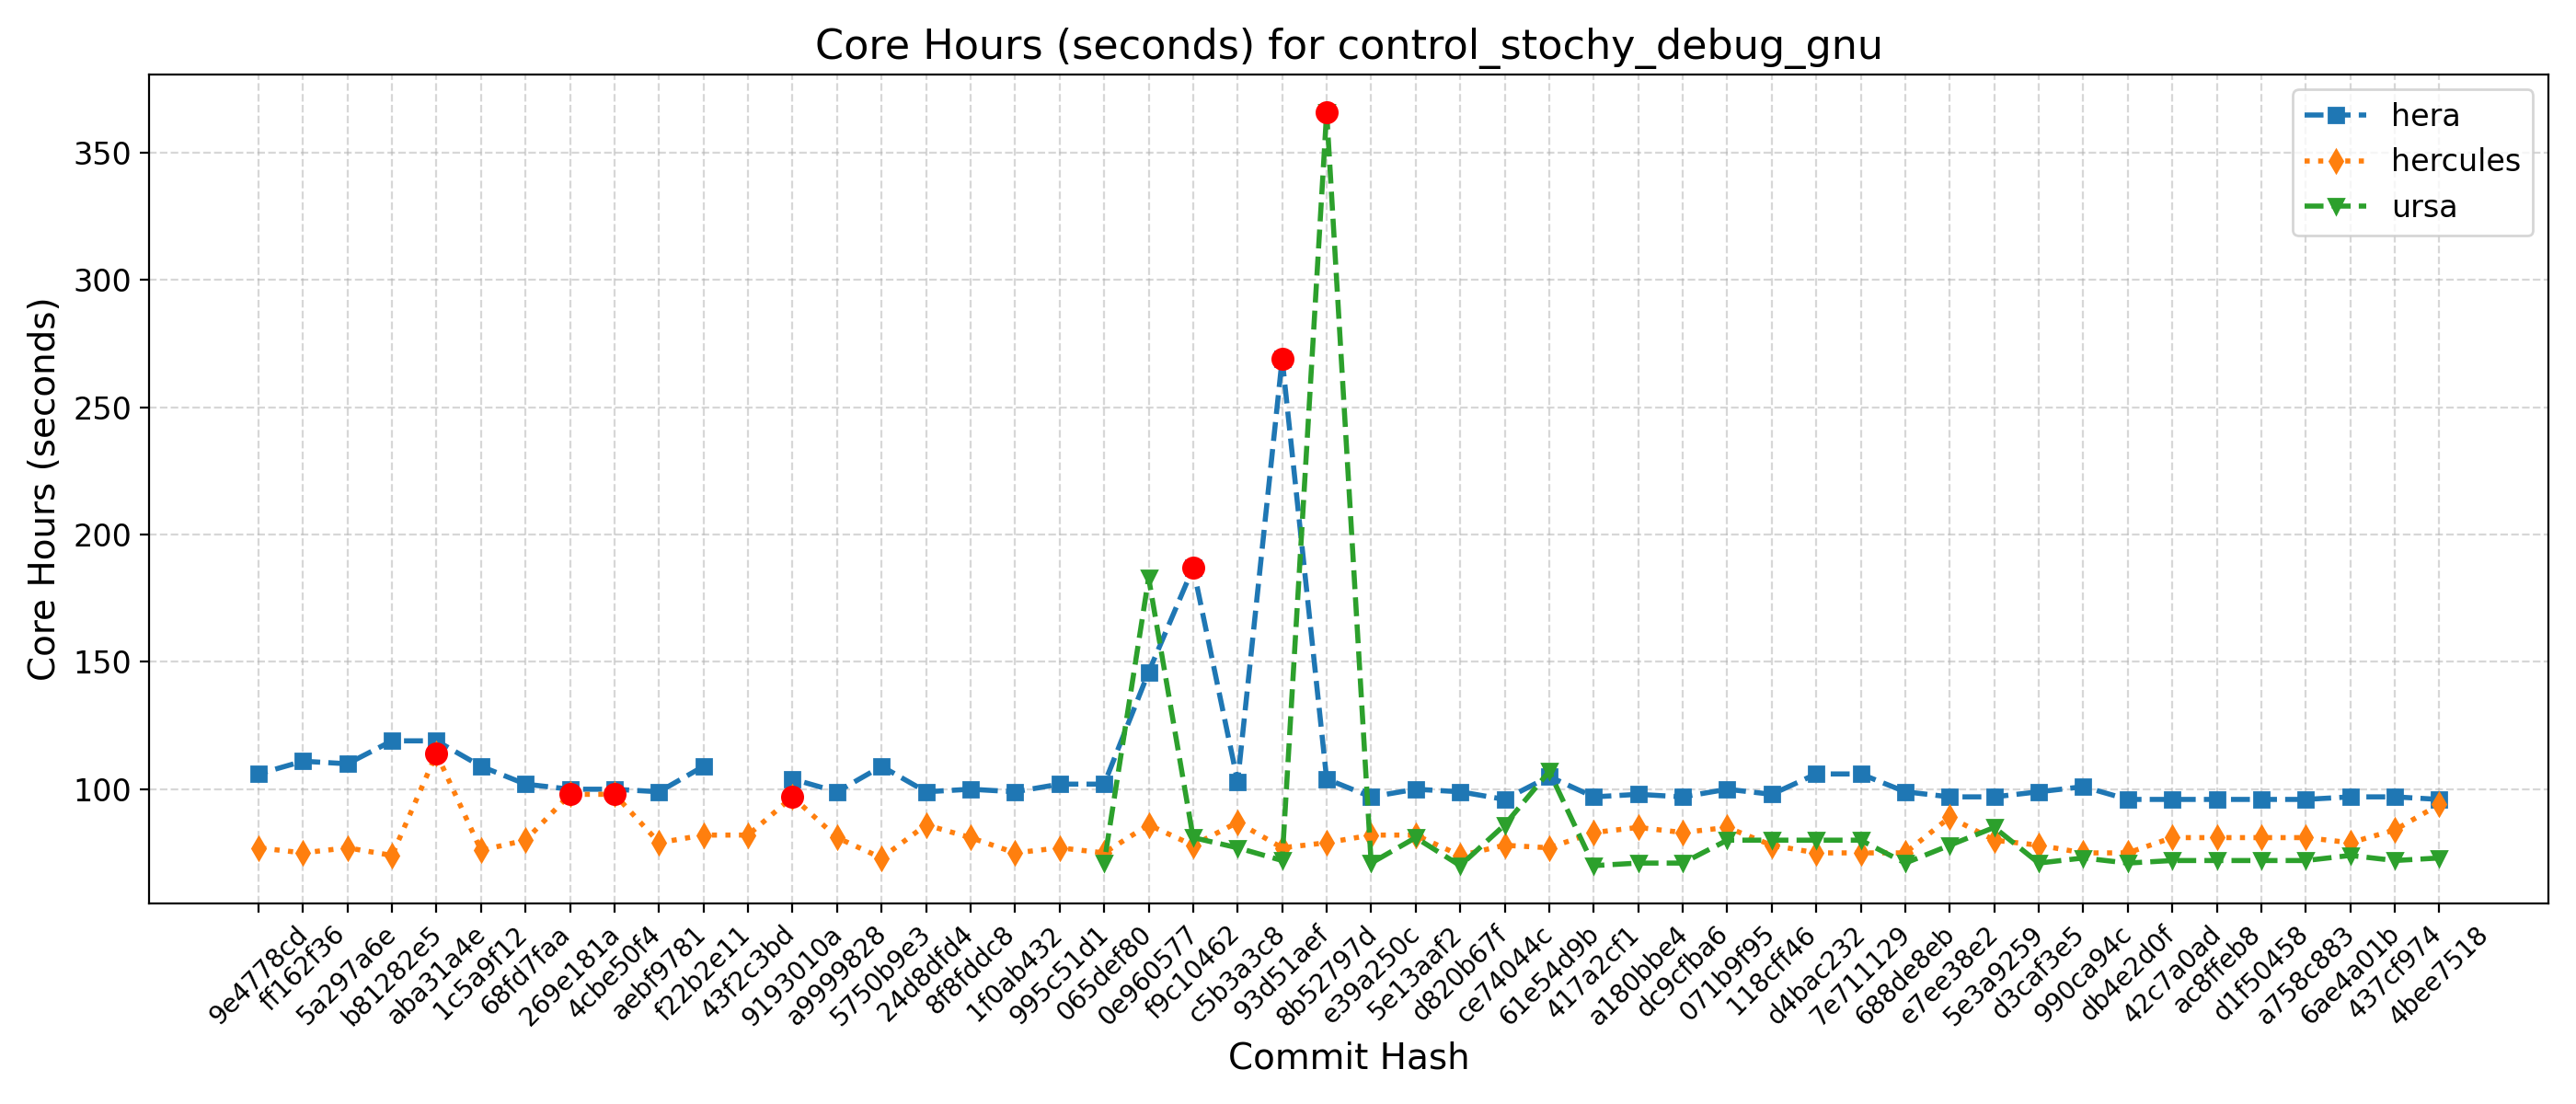 Core Hours (seconds) for control_stochy_debug_gnu
hera
hercules
ursa
Core Hours (seconds)
350
300
250
200
150
100
9e4778cd
ff162f36
5a297a6e
b81282e5
aba31a4e
1c5a9f12
68fd7faa
269e181a
4cbe50f4
aebf9781
f22b2e11
43f2c3bd
9193010a
a9999828
5750b9e3
24d8dfd4
8f8fddc8
1f0ab432
995c51d1
065def80
0e960577
f9c10462
c5b3a3c8
93d51aef
8b52797d
e39a250c
5e13aaf2
d820b67f
ce74044c
61e54d9b
417a2cf1
a180bbe4
dc9cfba6
071b9f95
118cff46
d4bac232
7e711129
688de8eb
e7ee38e2
5e3a9259
d3caf3e5
990ca94c
db4e2d0f
42c7a0ad
ac8ffeb8
d1f50458
a758c883
6ae4a01b
437cf974
4bee7518
Commit Hash